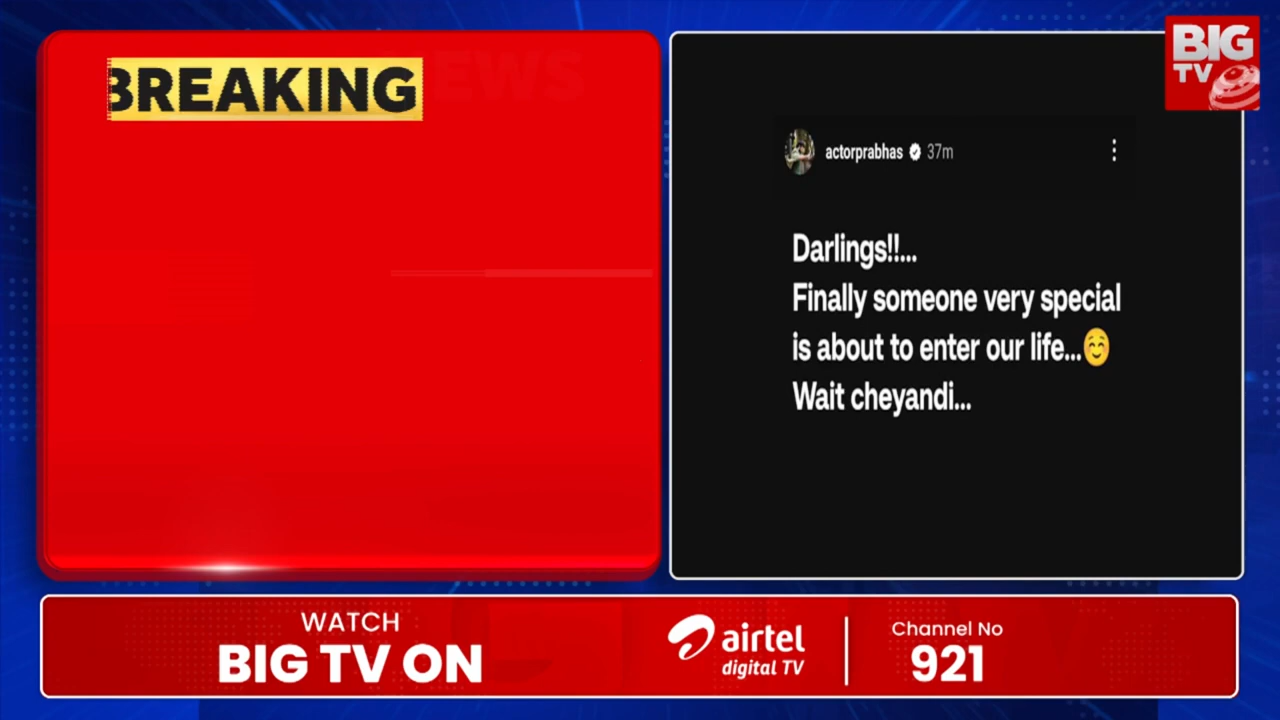 BREAKING
NEWS
BIG
TV
actorprabhas 37m
Darlings!!...
Finally someone very special
is about to enter our life...☺️
Wait cheyandi...
WATCH
BIG TV ON
airtel
digital TV
Channel No
921